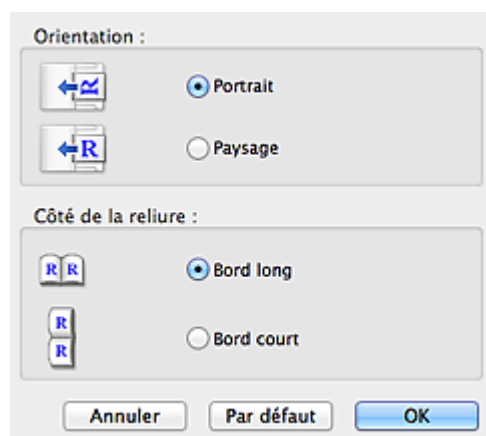 Orientation :
R
Portrait
R
Paysage
Côté de la reliure :
R R
Bord long
R
R
Bord court
Annuler Par défaut OK